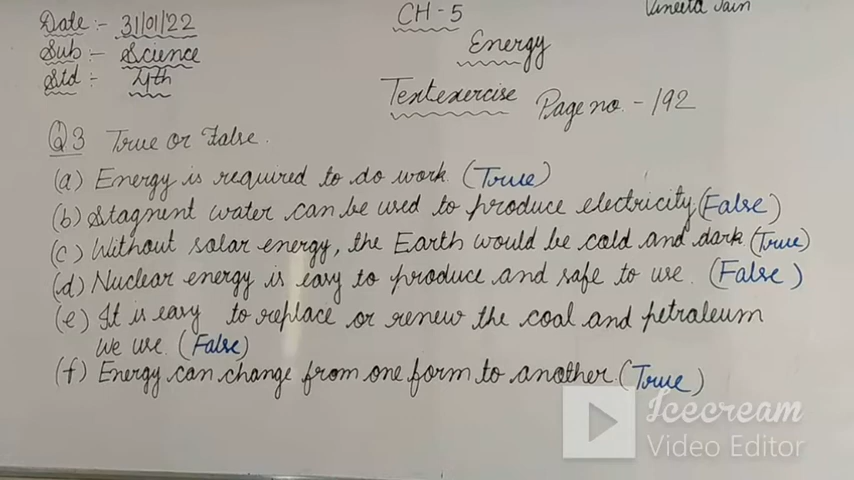 Date:- 31/01/22
CH-5
Vineeta Jain
Sub:- Science
Energy
Std:- 4th
Textexercise Page no.-192
Q3 True or False.
(a) Energy is required to do work. (True)
(b) Stagnent water can be used to produce electricity (False)
(c) Without solar energy, the Earth would be cold and dark (True)
(d) Nuclear energy is easy to produce and safe to use. (False)
(e) It is easy to replace or renew the coal and petraleum
we use. (False)
(f) Energy can change from one form to another. (True)
Icecream
Video Editor